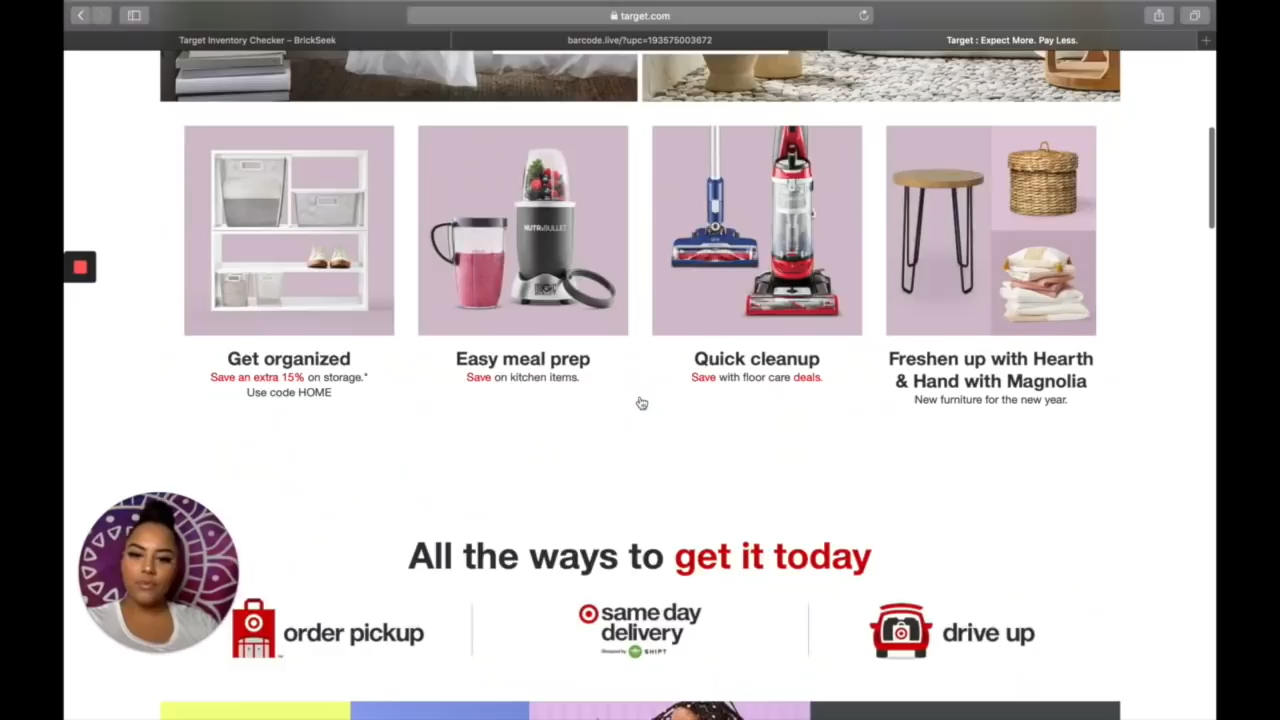 target.com
Target Inventory Checker – BrickSeek
barcode.live/?upc=193575003672
Target : Expect More. Pay Less.
NUTRiBULLET
Get organized
Save an extra 15% on storage.*
Use code HOME
Easy meal prep
Save on kitchen items.
Quick cleanup
Save with floor care deals.
Freshen up with Hearth
& Hand with Magnolia
New furniture for the new year.
All the ways to get it today
order pickup
same day
delivery
SHIPT
drive up